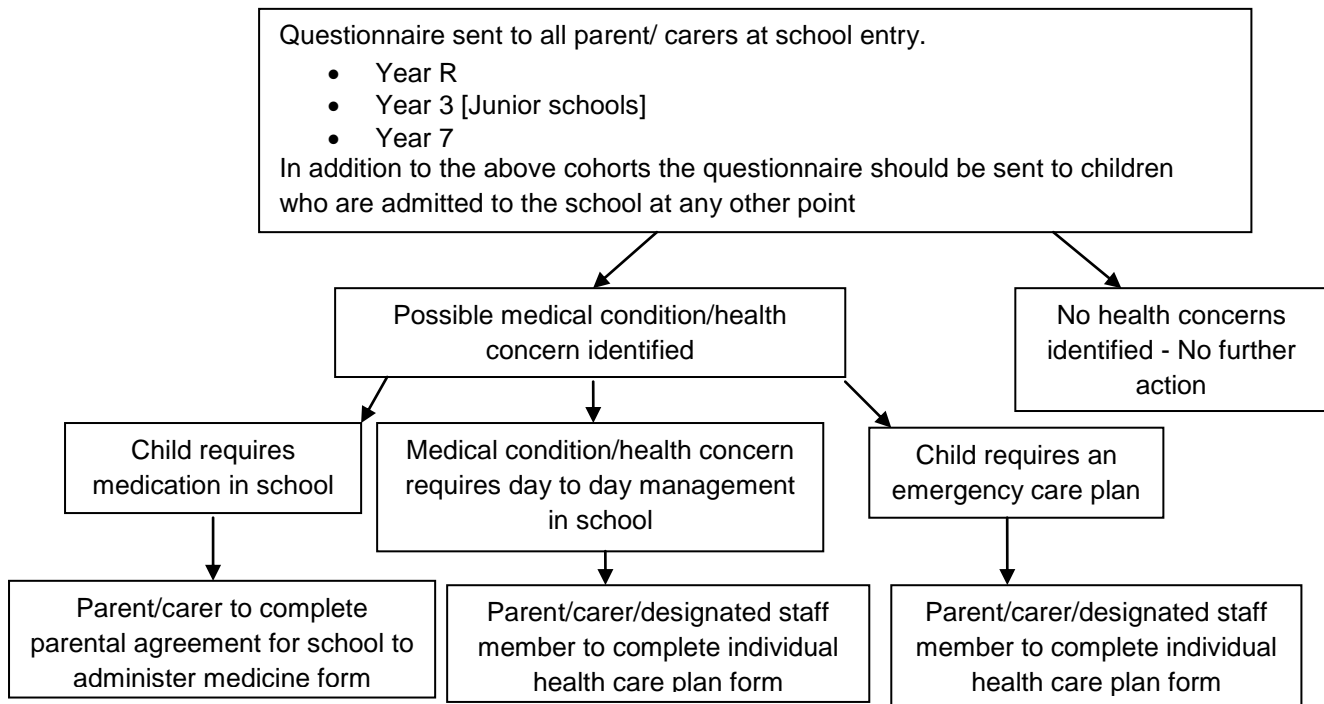 Questionnaire sent to all parent/ carers at school entry.
• Year R
• Year 3 [Junior schools]
• Year 7
In addition to the above cohorts the questionnaire should be sent to children
who are admitted to the school at any other point
Possible medical condition/health
concern identified
No health concerns
identified - No further
action
Child requires
medication in school
Medical condition/health concern
requires day to day management
in school
Child requires an
emergency care plan
Parent/carer to complete
parental agreement for school to
administer medicine form
Parent/carer/designated staff
member to complete individual
health care plan form
Parent/carer/designated staff
member to complete individual
health care plan form